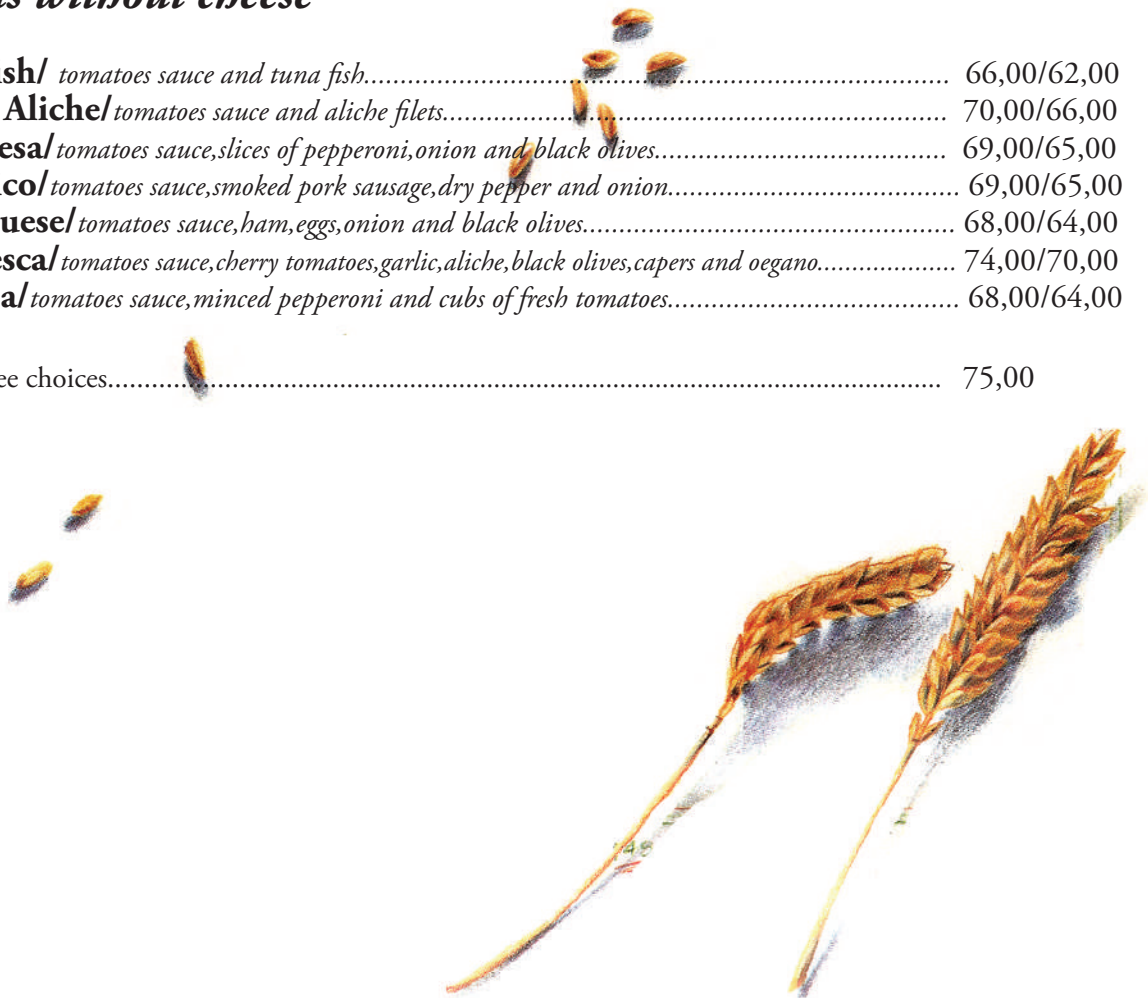 s without cheese
sh/ tomatoes sauce and tuna fish................................................................................................ 66,00/62,00
Aliche/tomatoes sauce and aliche filets.................................................................................. 70,00/66,00
esa/tomatoes sauce,slices of pepperoni,onion and black olives............................................... 69,00/65,00
co/tomatoes sauce,smoked pork sausage,dry pepper and onion............................................... 69,00/65,00
uese/tomatoes sauce,ham,eggs,onion and black olives............................................................ 68,00/64,00
esca/tomatoes sauce,cherry tomatoes,garlic,aliche,black olives,capers and oegano...................... 74,00/70,00
a/tomatoes sauce,minced pepperoni and cubs of fresh tomatoes............................................... 68,00/64,00
ee choices.................................................................................................................. 75,00